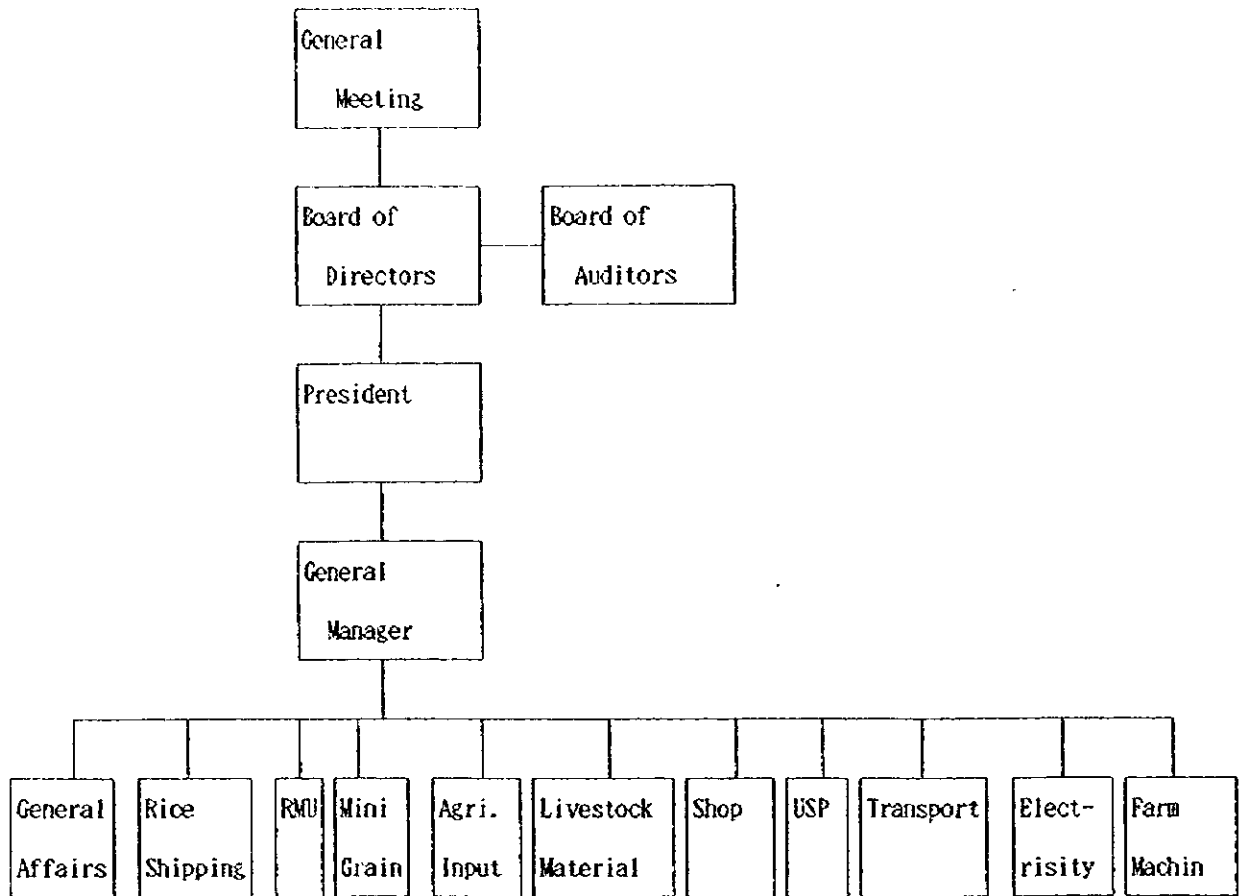 General
Meeting
Board of
Directors
Board of
Auditors
President
General
Manager
General
Affairs
Rice
Shipping
RMU
Mini
Grain
Agri.
Input
Livestock
Material
Shop
USP
Transport
Elect-
risity
Farm
Machin